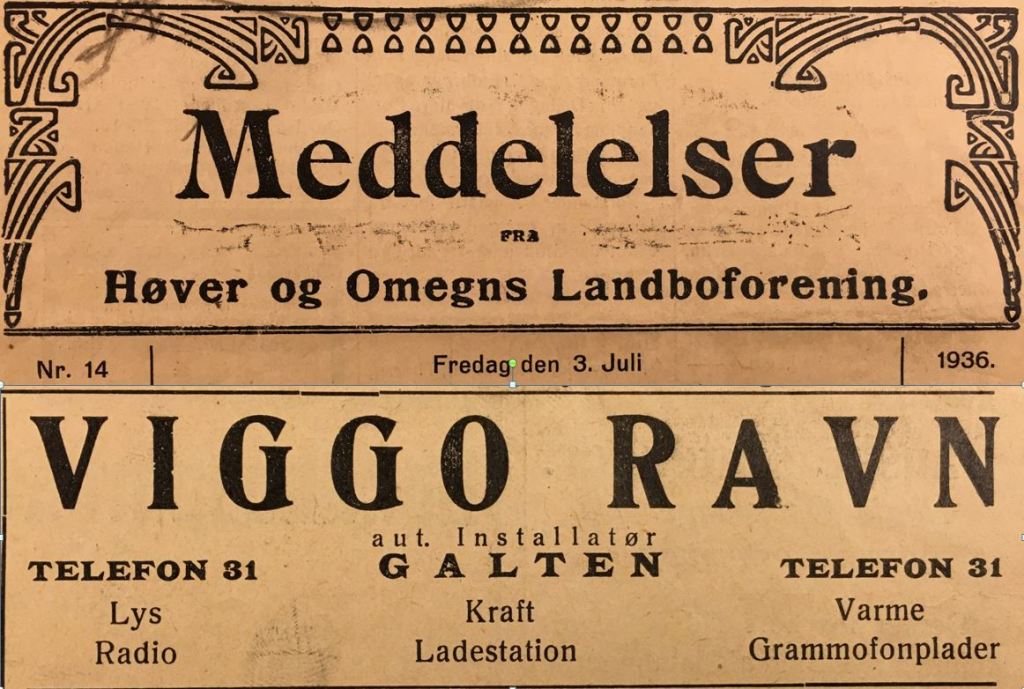 Meddelelser
FRA
Høver og Omegns Landboforening.
Nr. 14 Fredag den 3. Juli 1936.
VIGGO RAVN
aut. Installatør
TELEFON 31 GALTEN TELEFON 31
Lys Kraft Varme
Radio Ladestation Grammofonplader